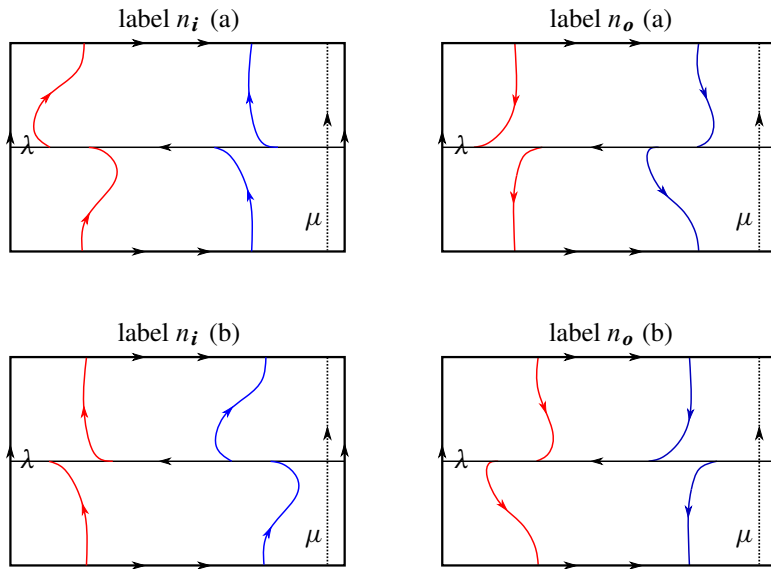 label n_i (a)
label n_o (a)
λ
λ
μ
μ
label n_i (b)
label n_o (b)
λ
λ
μ
μ